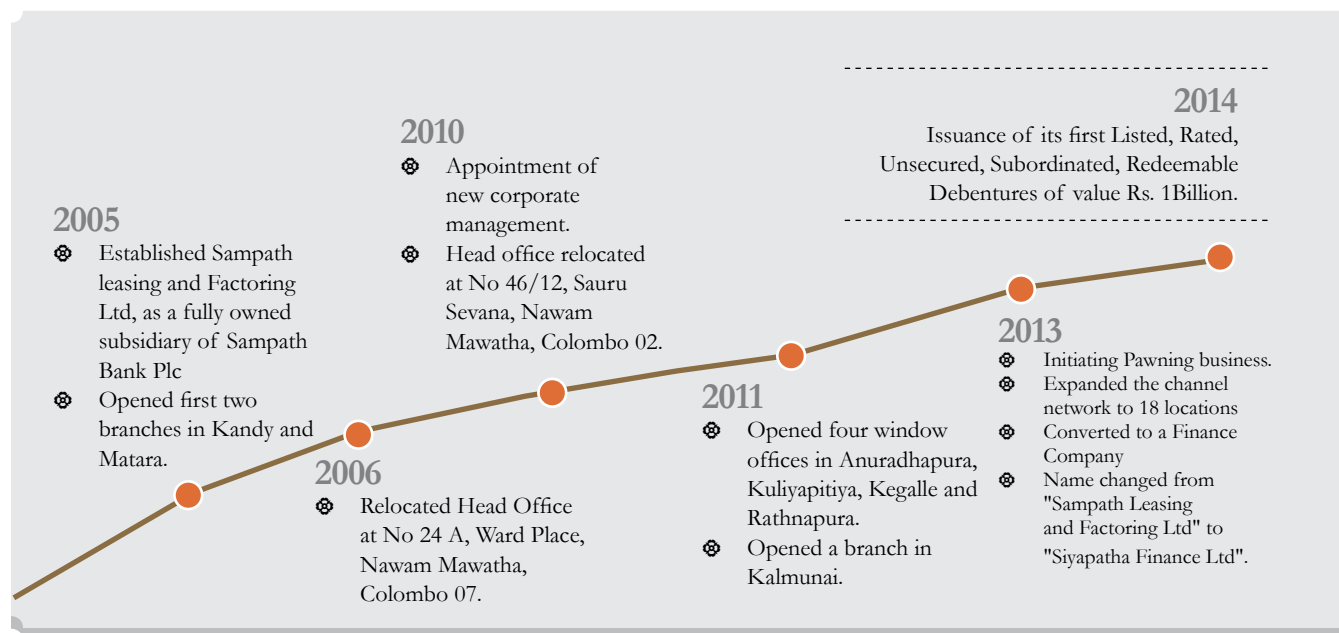 2005
Established Sampath
leasing and Factoring
Ltd, as a fully owned
subsidiary of Sampath
Bank Plc
Opened first two
branches in Kandy and
Matara.
2006
Relocated Head Office
at No 24 A, Ward Place,
Nawam Mawatha,
Colombo 07.
2010
Appointment of
new corporate
management.
Head office relocated
at No 46/12, Sauru
Sevana, Nawam
Mawatha, Colombo 02.
2011
Opened four window
offices in Anuradhapura,
Kuliyapitiya, Kegalle and
Rathnapura.
Opened a branch in
Kalmunai.
2013
Initiating Pawning business.
Expanded the channel
network to 18 locations
Converted to a Finance
Company
Name changed from
"Sampath Leasing
and Factoring Ltd" to
"Siyapatha Finance Ltd".
2014
Issuance of its first Listed, Rated,
Unsecured, Subordinated, Redeemable
Debentures of value Rs. 1Billion.